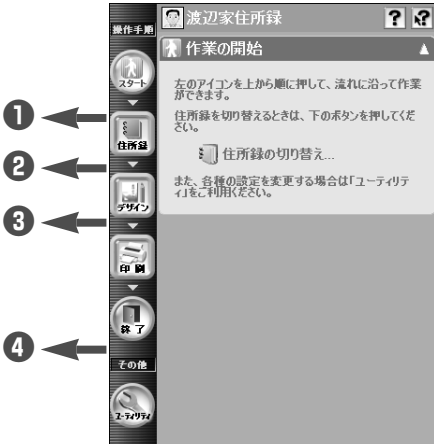 操作手順
渡辺家住所録
? ?
スタート
作業の開始
左のアイコンを上から順に押して、流れに沿って作業
ができます。
住所録を切り替えるときは、下のボタンを押してくだ
さい。
住所録の切り替え...
また、各種の設定を変更する場合は「ユーティリテ
ィ」をご利用ください。
1
住所録
2
デザイン
3
印刷
終了
4
その他
ユーティリティ